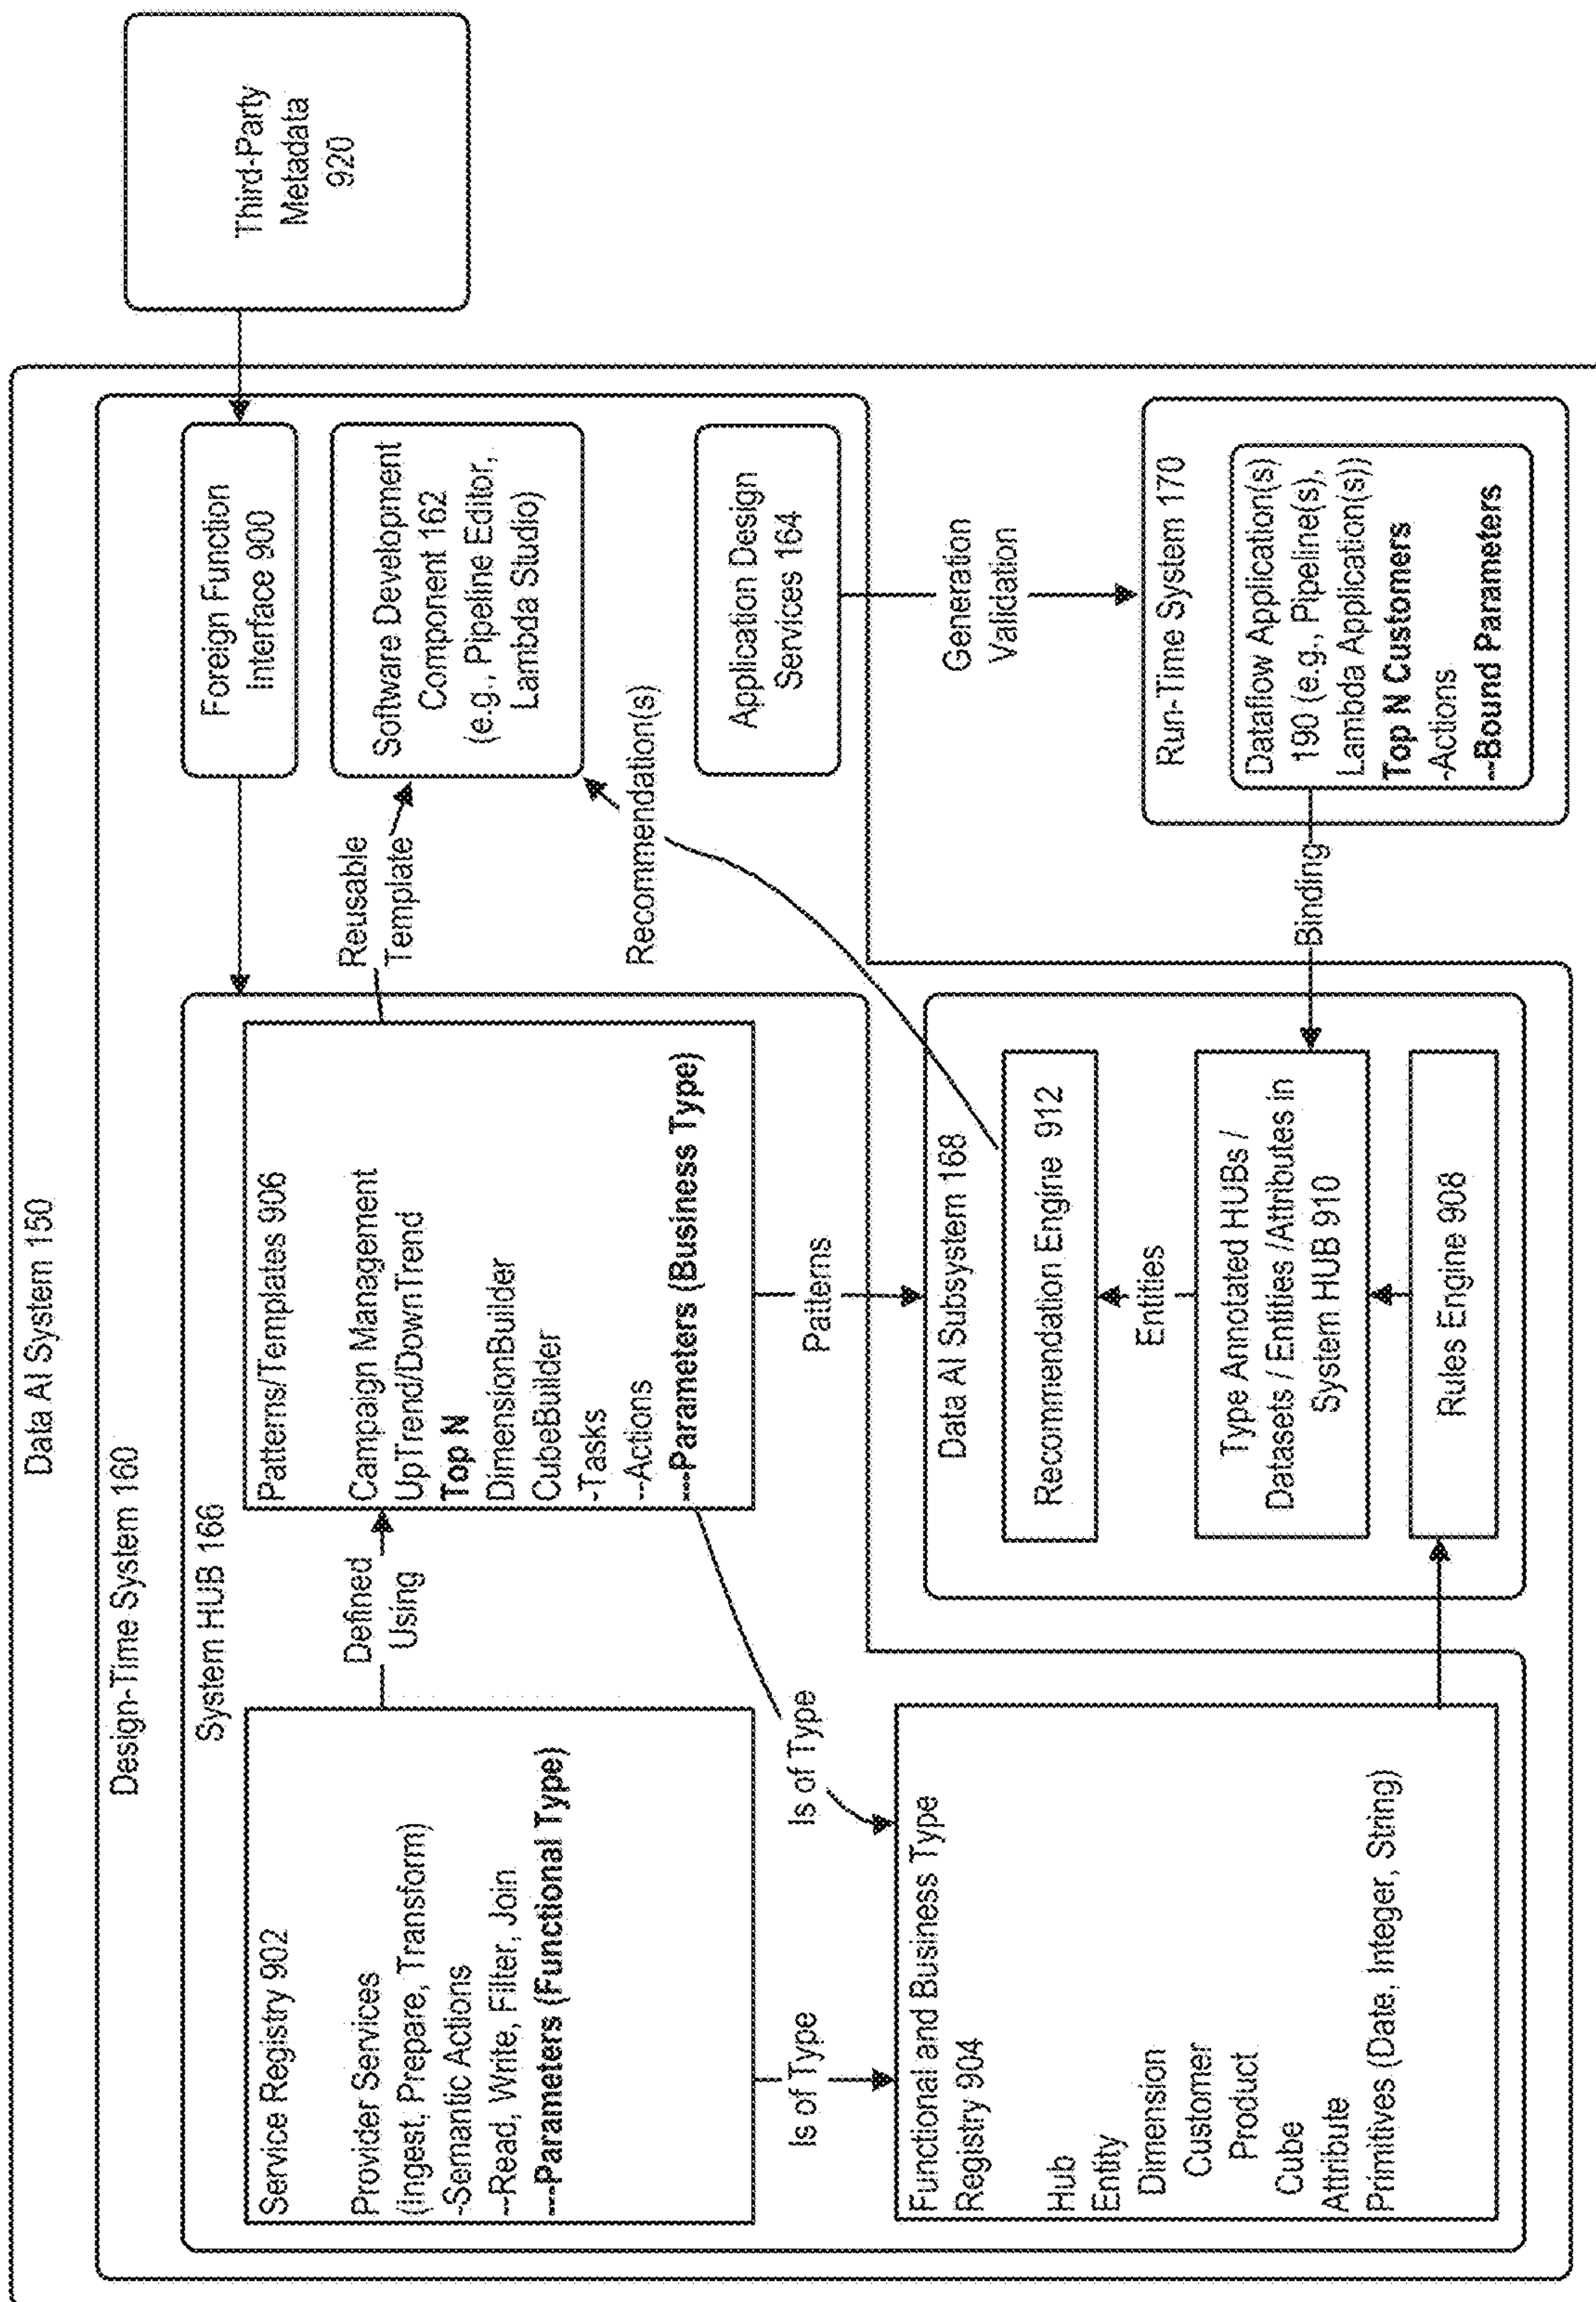 Data AI System 150
Design-Time System 160
System HUB 166
Service Registry 902
Provider Services
(Ingest, Prepare, Transform)
-Semantic Actions
--Read, Write, Filter, Join
---Parameters (Functional Type)
Defined
Using
Patterns/Templates 906
Campaign Management
UpTrend/DownTrend
Top N
DimensionBuilder
CubeBuilder
-Tasks
--Actions
---Parameters (Business Type)
Reusable
Template
Foreign Function
Interface 900
Third-Party
Metadata
920
Software Development
Component 162
(e.g., Pipeline Editor,
Lambda Studio)
Recommendation(s)
Application Design
Services 164
Is of Type
Is of Type
Patterns
Generation
Validation
Functional and Business Type
Registry 904
Hub
Entity
Dimension
Customer
Product
Cube
Attribute
Primitives (Date, Integer, String)
Data AI Subsystem 168
Recommendation Engine 912
Entities
Type Annotated HUBs /
Datasets / Entities /Attributes in
System HUB 910
Rules Engine 908
Binding
Run-Time System 170
Dataflow Application(s)
190 (e.g., Pipeline(s),
Lambda Application(s))
Top N Customers
-Actions
--Bound Parameters